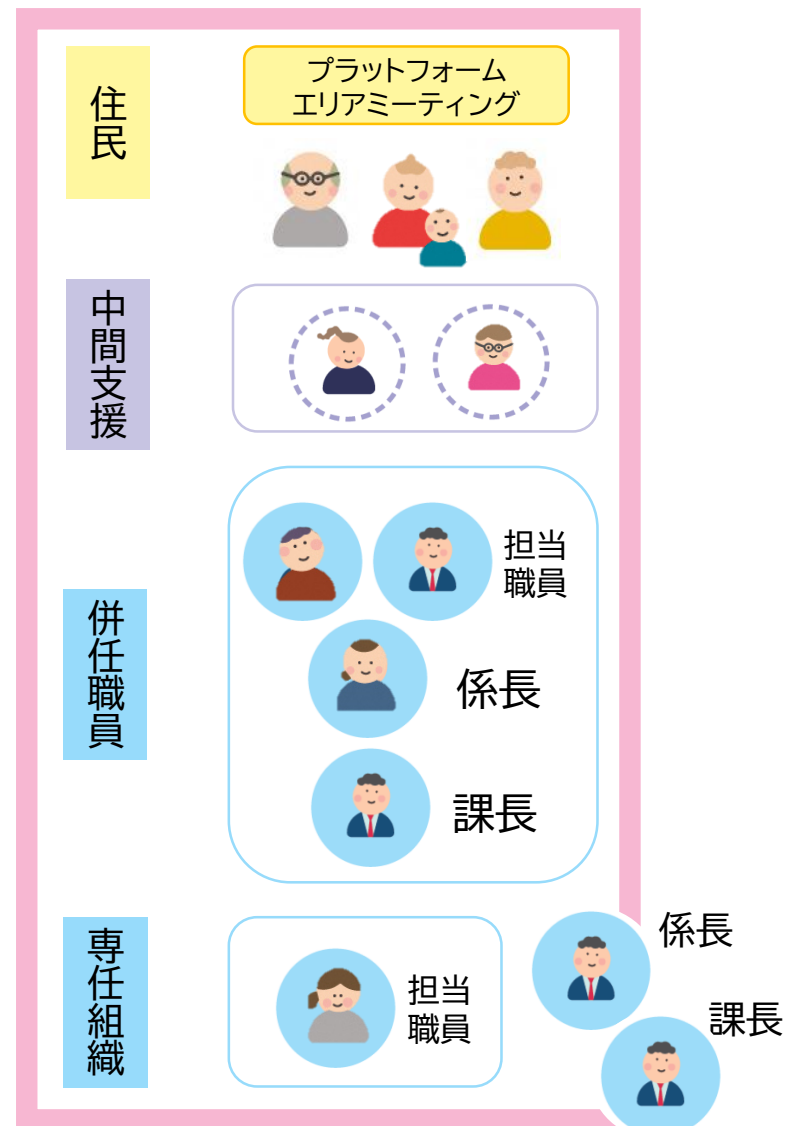 住民
プラットフォーム
エリアミーティング
中間支援
併任職員
担当
職員
係長
課長
専任組織
担当
職員
係長
課長